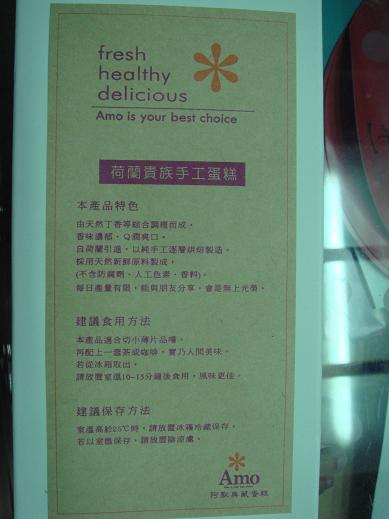 fresh
healthy
delicious
Amo is your best choice
荷蘭貴族手工蛋糕
本產品特色
由天然丁香等綜合調理而成,
香味濃郁、Q潤爽口。
自荷蘭引進,以純手工逐層烘焙製造。
採用天然新鮮原料製成,
(不含防腐劑、人工色素、香料)。
每日產量有限,能與朋友分享,會是無上光榮。
建議食用方法
本產品適合切小薄片品嚐,
再配上一壺茶或咖啡,實乃人間美味。
若從冰箱取出,
請放置室溫10~15分鐘後食用,風味更佳。
建議保存方法
室溫高於25℃時,請放置冰箱冷藏保存。
若以室溫保存,請放置陰涼處。
Amo
阿默典藏蛋糕